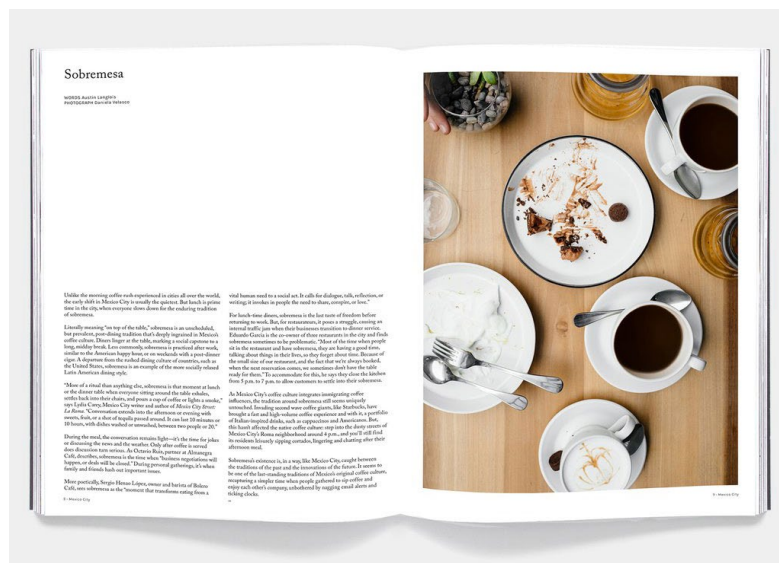 Sobremesa
WORDS Austin Langlois
PHOTOGRAPH Daniela Velasco
Unlike the morning coffee rush experienced in cities all over the world,
the early shift in Mexico City is usually the quietest. But lunch is prime
time in the city, when everyone slows down for the enduring tradition
of sobremesa.
Literally meaning “on top of the table,” sobremesa is an unscheduled,
but prevalent, post-dining tradition that’s deeply ingrained in Mexico’s
coffee culture. Diners linger at the table, marking a social capstone to a
long, midday break. Less commonly, sobremesa is practiced after work,
similar to the American happy hour, or on weekends with a post-dinner
cigar. A departure from the rushed dining culture of countries, such as
the United States, sobremesa is an example of the more socially relaxed
Latin American dining style.
“More of a ritual than anything else, sobremesa is that moment at lunch
or the dinner table when everyone sitting around the table exhales,
settles back into their chairs, and pours a cup of coffee or lights a smoke,”
says Lydia Carey, Mexico City writer and author of Mexico City Streets:
La Roma. “Conversation extends into the afternoon or evening with
sweets, fruit, or a shot of tequila passed around. It can last 10 minutes or
10 hours, with dishes washed or unwashed, between two people or 20.”
During the meal, the conversation remains light—it’s the time for jokes
or discussing the news and the weather. Only after coffee is served
does discussion turn serious. As Octavio Ruiz, partner at Almanegra
Café, describes, sobremesa is the time when “business negotiations will
happen, or deals will be closed.” During personal gatherings, it’s when
family and friends hash out important issues.
More poetically, Sergio Henao López, owner and barista of Bolero
Café, sees sobremesa as the “moment that transforms eating from a
vital human need to a social act. It calls for dialogue, talk, reflection, or
writing; it invokes in people the need to share, conspire, or love.”
For lunch-time diners, sobremesa is the last taste of freedom before
returning to work. But, for restaurateurs, it poses a struggle, causing an
internal traffic jam when their businesses transition to dinner service.
Eduardo García is the co-owner of three restaurants in the city and finds
sobremesa sometimes to be problematic. “Most of the time when people
sit in the restaurant and have sobremesa, they are having a good time,
talking about things in their lives, so they forget about time. Because of
the small size of our restaurant, and the fact that we’re always booked,
when the next reservation comes, we sometimes don’t have the table
ready for them.” To accommodate for this, he says they close the kitchen
from 5 p.m. to 7 p.m. to allow customers to settle into their sobremesa.
As Mexico City’s coffee culture integrates immigrating coffee
influences, the tradition around sobremesa still seems uniquely
untouched. Invading second wave coffee giants, like Starbucks, have
brought a fast and high-volume coffee experience and with it, a portfolio
of Italian-inspired drinks, such as cappuccinos and Americanos. But,
this hasn’t affected the entire coffee culture: step into the dusty streets of
Mexico City’s Roma neighborhood around 4 p.m., and you’ll still find
its residents leisurely sipping cortados, lingering and chatting after their
afternoon meal.
Sobremesa’s existence is, in a way, like Mexico City, caught between
the traditions of the past and the innovations of the future. It seems to
be one of the last-standing traditions of Mexico’s original coffee culture,
recapturing a simpler time when people gathered to sip coffee and
enjoy each other’s company, unbothered by nagging email alerts and
ticking clocks.
Mexico City
Mexico City